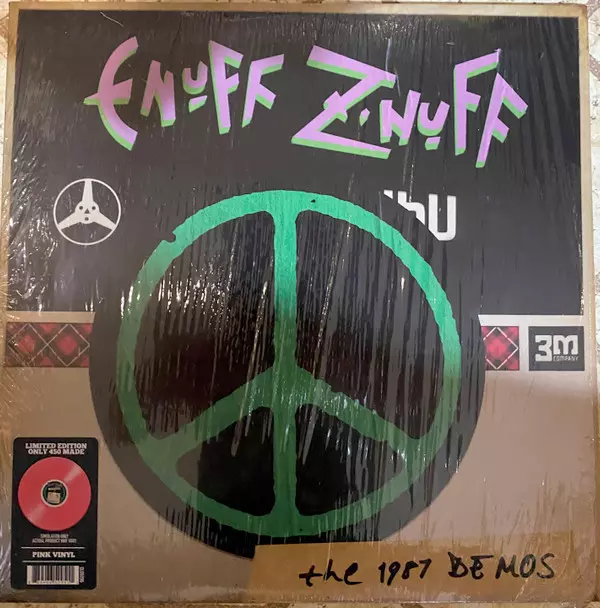 Enuff Z'Nuff
3M
COMPANY
LIMITED EDITION
ONLY 450 MADE
PINK VINYL
the 1987 DEMOS